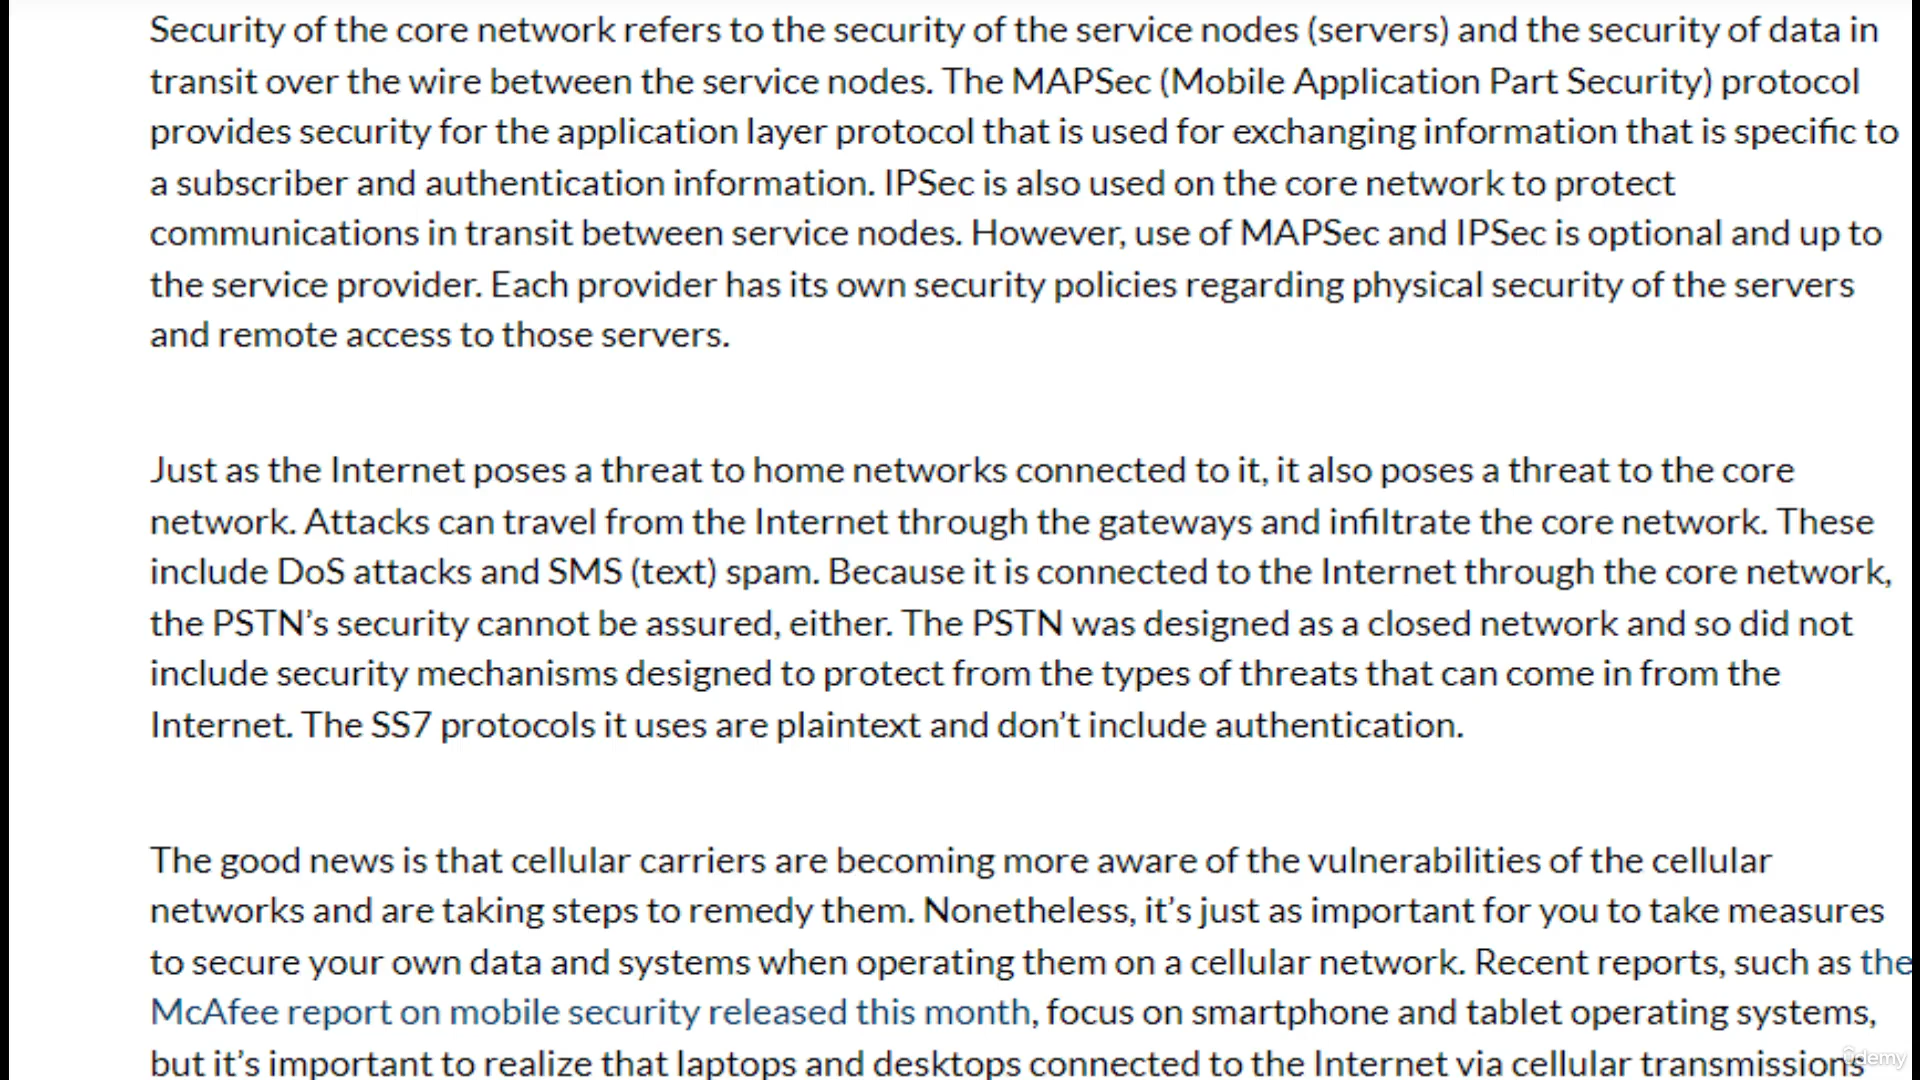 Security of the core network refers to the security of the service nodes (servers) and the security of data in
transit over the wire between the service nodes. The MAPSec (Mobile Application Part Security) protocol
provides security for the application layer protocol that is used for exchanging information that is specific to
a subscriber and authentication information. IPSec is also used on the core network to protect
communications in transit between service nodes. However, use of MAPSec and IPSec is optional and up to
the service provider. Each provider has its own security policies regarding physical security of the servers
and remote access to those servers.
Just as the Internet poses a threat to home networks connected to it, it also poses a threat to the core
network. Attacks can travel from the Internet through the gateways and infiltrate the core network. These
include DoS attacks and SMS (text) spam. Because it is connected to the Internet through the core network,
the PSTN’s security cannot be assured, either. The PSTN was designed as a closed network and so did not
include security mechanisms designed to protect from the types of threats that can come in from the
Internet. The SS7 protocols it uses are plaintext and don’t include authentication.
The good news is that cellular carriers are becoming more aware of the vulnerabilities of the cellular
networks and are taking steps to remedy them. Nonetheless, it’s just as important for you to take measures
to secure your own data and systems when operating them on a cellular network. Recent reports, such as the
McAfee report on mobile security released this month, focus on smartphone and tablet operating systems,
but it’s important to realize that laptops and desktops connected to the Internet via cellular transmissions
ûdemy